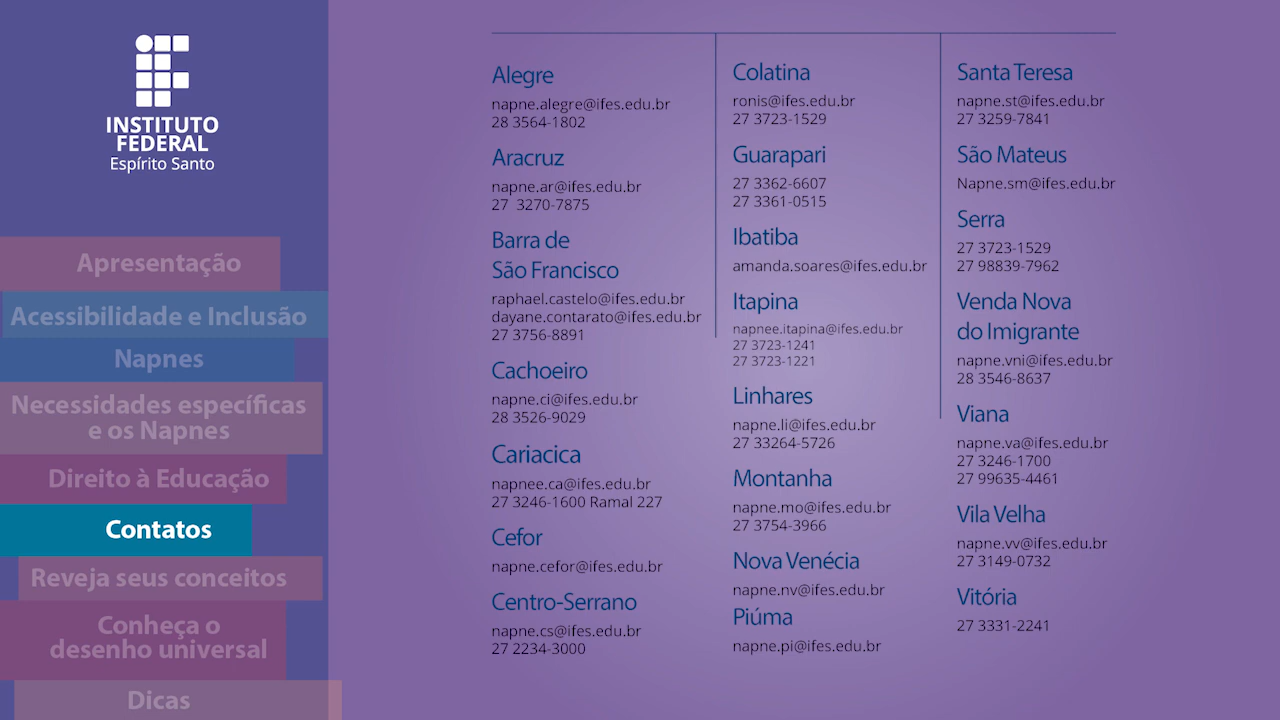 INSTITUTO
FEDERAL
Espírito Santo
Apresentação
Acessibilidade e Inclusão
Napnes
Necessidades específicas
e os Napnes
Direito à Educação
Contatos
Reveja seus conceitos
Conheça o
desenho universal
Dicas
Alegre
napne.alegre@ifes.edu.br
28 3564-1802
Aracruz
napne.ar@ifes.edu.br
27 3270-7875
Barra de
São Francisco
raphael.castelo@ifes.edu.br
dayane.contarato@ifes.edu.br
27 3756-8891
Cachoeiro
napne.ci@ifes.edu.br
28 3526-9029
Cariacica
napnee.ca@ifes.edu.br
27 3246-1600 Ramal 227
Cefor
napne.cefor@ifes.edu.br
Centro-Serrano
napne.cs@ifes.edu.br
27 2234-3000
Colatina
ronis@ifes.edu.br
27 3723-1529
Guarapari
27 3362-6607
27 3361-0515
Ibatiba
amanda.soares@ifes.edu.br
Itapina
napnee.itapina@ifes.edu.br
27 3723-1241
27 3723-1221
Linhares
napne.li@ifes.edu.br
27 33264-5726
Montanha
napne.mo@ifes.edu.br
27 3754-3966
Nova Venécia
napne.nv@ifes.edu.br
Piúma
napne.pi@ifes.edu.br
Santa Teresa
napne.st@ifes.edu.br
27 3259-7841
São Mateus
Napne.sm@ifes.edu.br
Serra
27 3723-1529
27 98839-7962
Venda Nova
do Imigrante
napne.vni@ifes.edu.br
28 3546-8637
Viana
napne.va@ifes.edu.br
27 3246-1700
27 99635-4461
Vila Velha
napne.vv@ifes.edu.br
27 3149-0732
Vitória
27 3331-2241